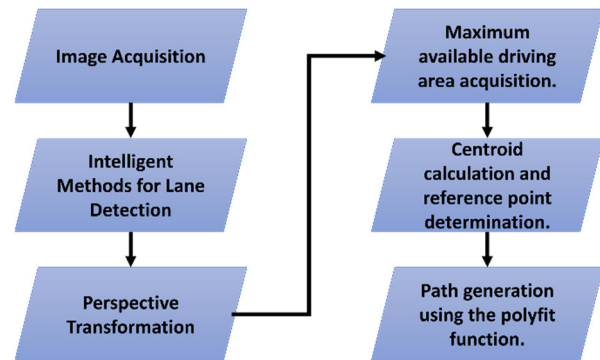 Image Acquisition
Intelligent
Methods for Lane
Detection
Perspective
Transformation
Maximum
available driving
area acquisition.
Centroid
calculation and
reference point
determination.
Path generation
using the polyfit
function.